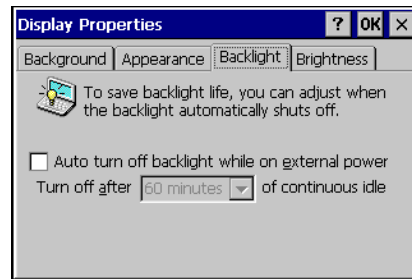 Display Properties ? OK ×
Background Appearance Backlight Brightness
To save backlight life, you can adjust when
the backlight automatically shuts off.
Auto turn off backlight while on external power
Turn off after 60 minutes of continuous idle